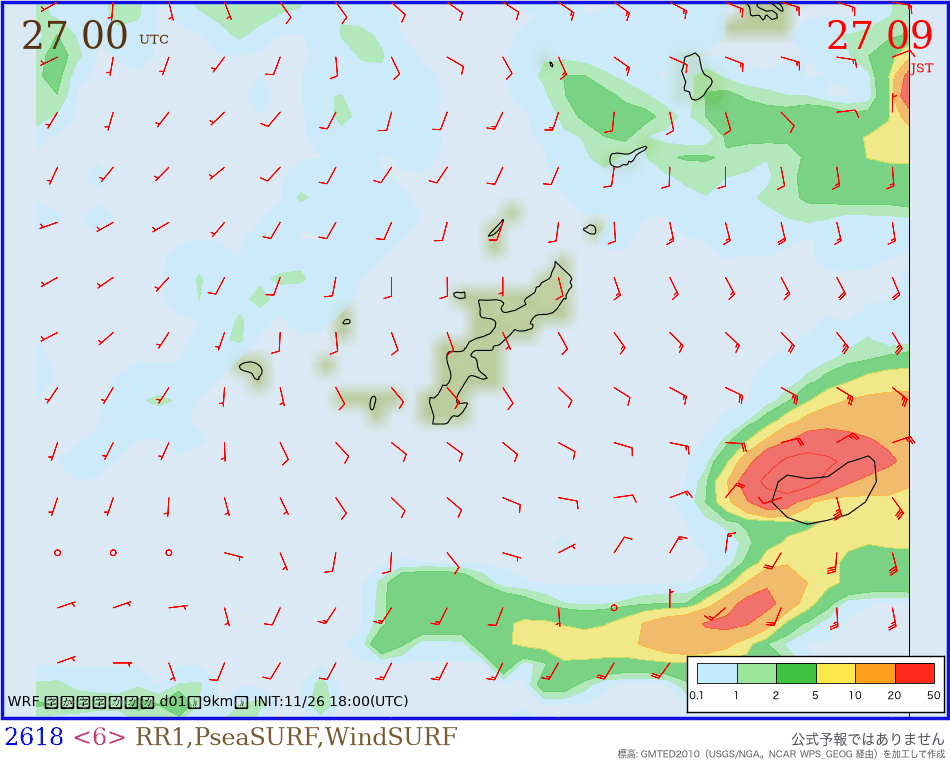 27 00 UTC
27 09 JST
0.1 1 2 5 10 20 50
WRF d01 9km INIT:11/26 18:00(UTC)
2618 <6> RR1,PseaSURF,WindSURF
公式予報ではありません
標高: GMTED2010（USGS/NGA。NCAR WPS_GEOG 経由）を加工して作成